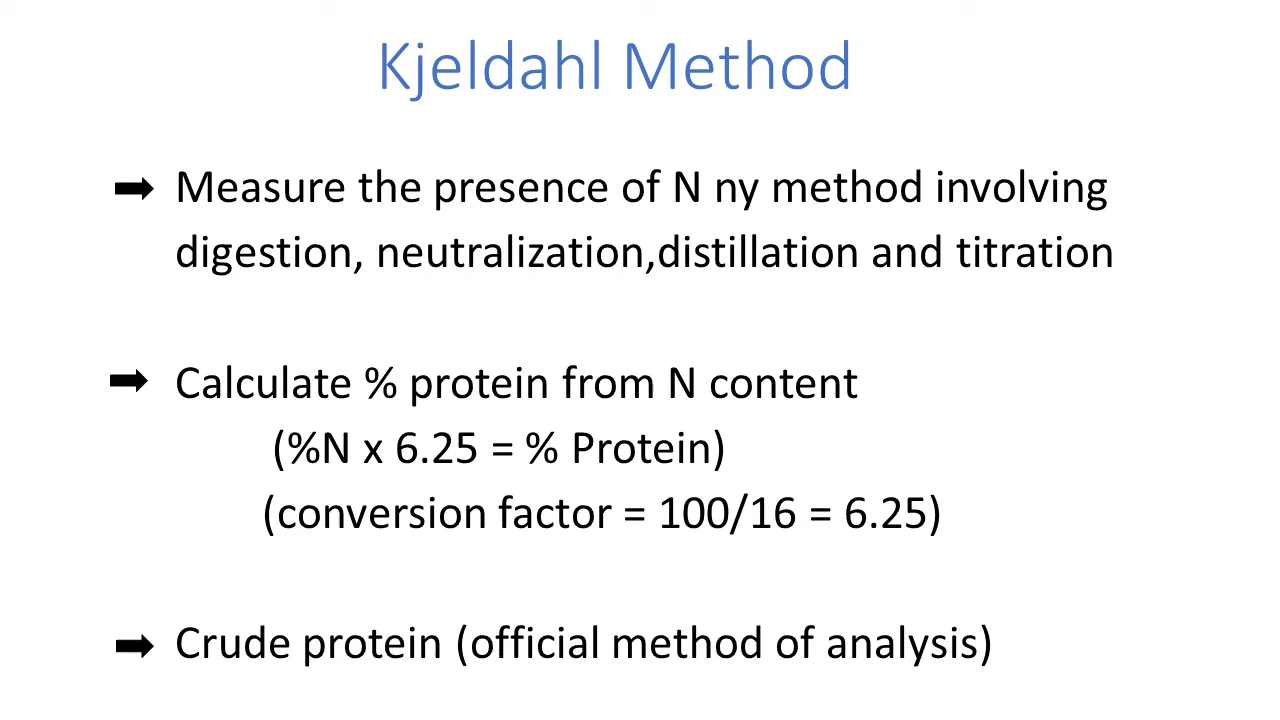 Kjeldahl Method
Measure the presence of N ny method involving
digestion, neutralization,distillation and titration
Calculate % protein from N content
(%N x 6.25 = % Protein)
(conversion factor = 100/16 = 6.25)
Crude protein (official method of analysis)